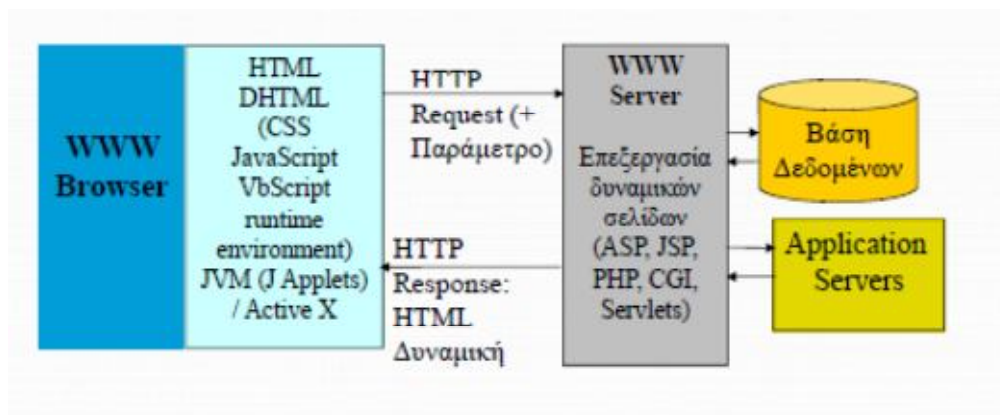 WWW
Browser
HTML
DHTML
(CSS
JavaScript
VbScript
runtime
environment)
JVM (J Applets)
/ Active X
HTTP
Request (+
Παράμετρο)
HTTP
Response:
HTML
Δυναμική
WWW
Server
Επεξεργασία
δυναμικών
σελίδων
(ASP, JSP,
PHP, CGI,
Servlets)
Βάση
Δεδομένων
Application
Servers